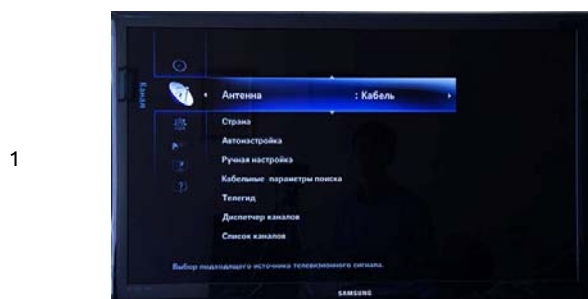 1
Канал
Антенна : Кабель
Страна
Автонастройка
Ручная настройка
Кабельные параметры поиска
Телегид
Диспетчер каналов
Список каналов
Выбор подходящего источника телевизионного сигнала.
SAMSUNG